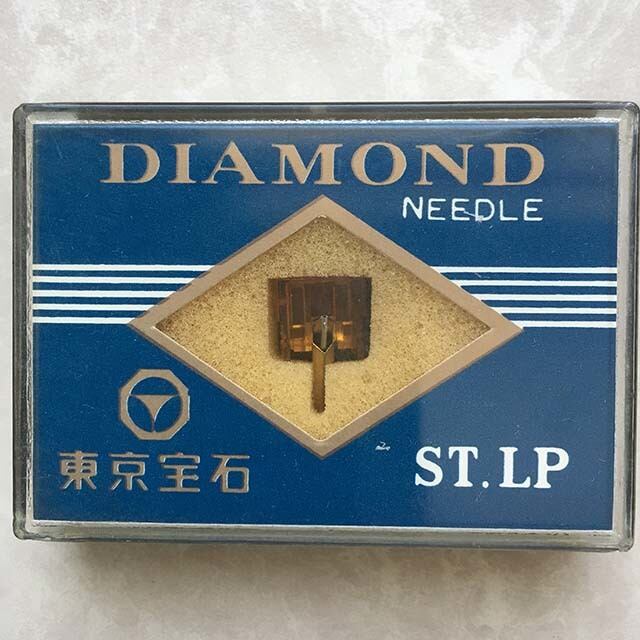 DIAMOND
NEEDLE
東京宝石
ST.LP